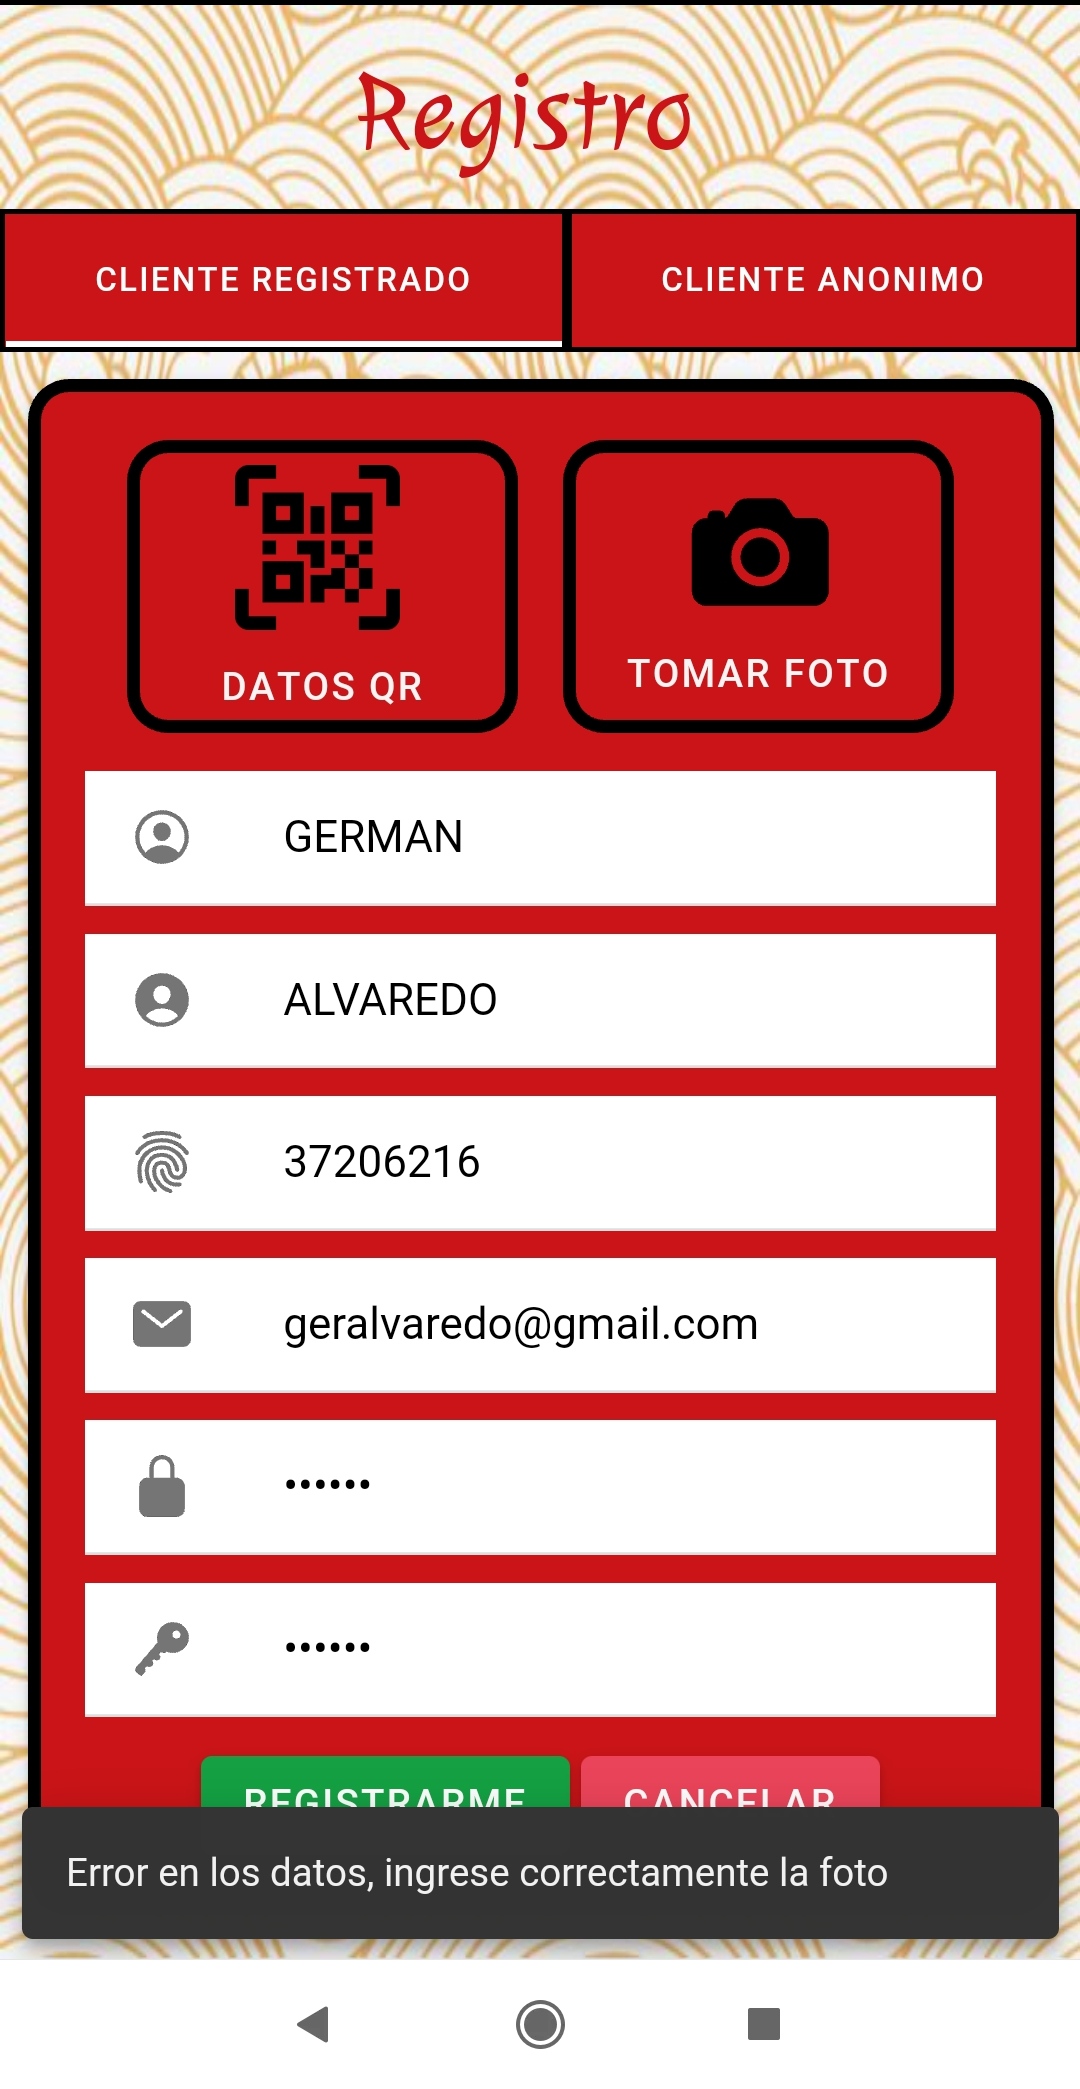 Registro
CLIENTE REGISTRADO
CLIENTE ANONIMO
DATOS QR
TOMAR FOTO
GERMAN
ALVAREDO
37206216
geralvaredo@gmail.com
••••••
••••••
REGISTRARME
CANCELAR
Error en los datos, ingrese correctamente la foto